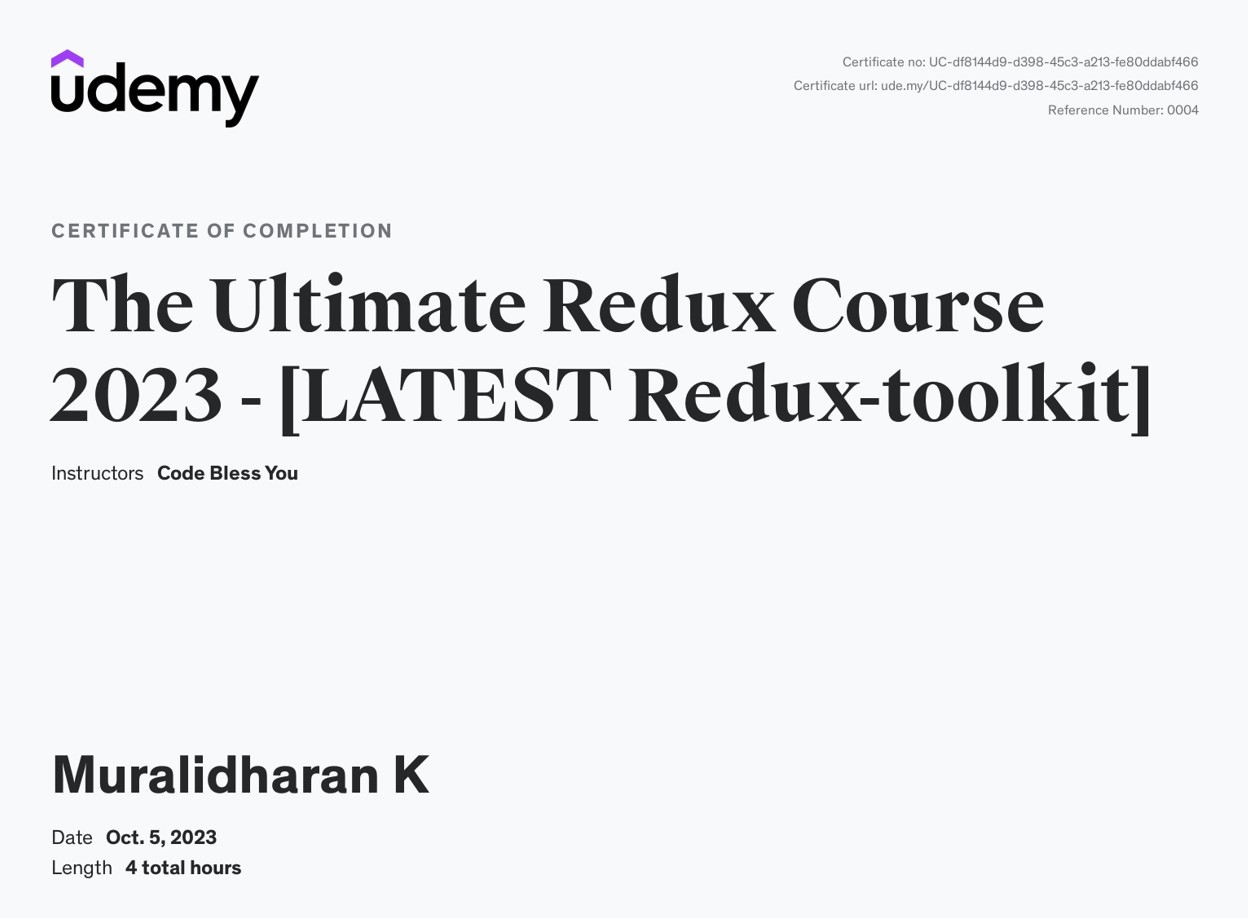 udemy
Certificate no: UC-df8144d9-d398-45c3-a213-fe80ddabf466
Certificate url: ude.my/UC-df8144d9-d398-45c3-a213-fe80ddabf466
Reference Number: 0004
CERTIFICATE OF COMPLETION
The Ultimate Redux Course
2023 - [LATEST Redux-toolkit]
Instructors Code Bless You
Muralidharan K
Date Oct. 5, 2023
Length 4 total hours